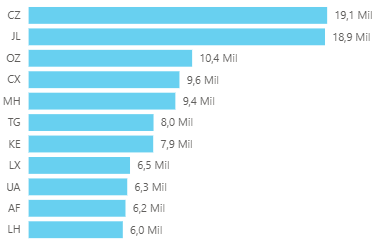 CZ 19,1 Mil
JL 18,9 Mil
OZ 10,4 Mil
CX 9,6 Mil
MH 9,4 Mil
TG 8,0 Mil
KE 7,9 Mil
LX 6,5 Mil
UA 6,3 Mil
AF 6,2 Mil
LH 6,0 Mil